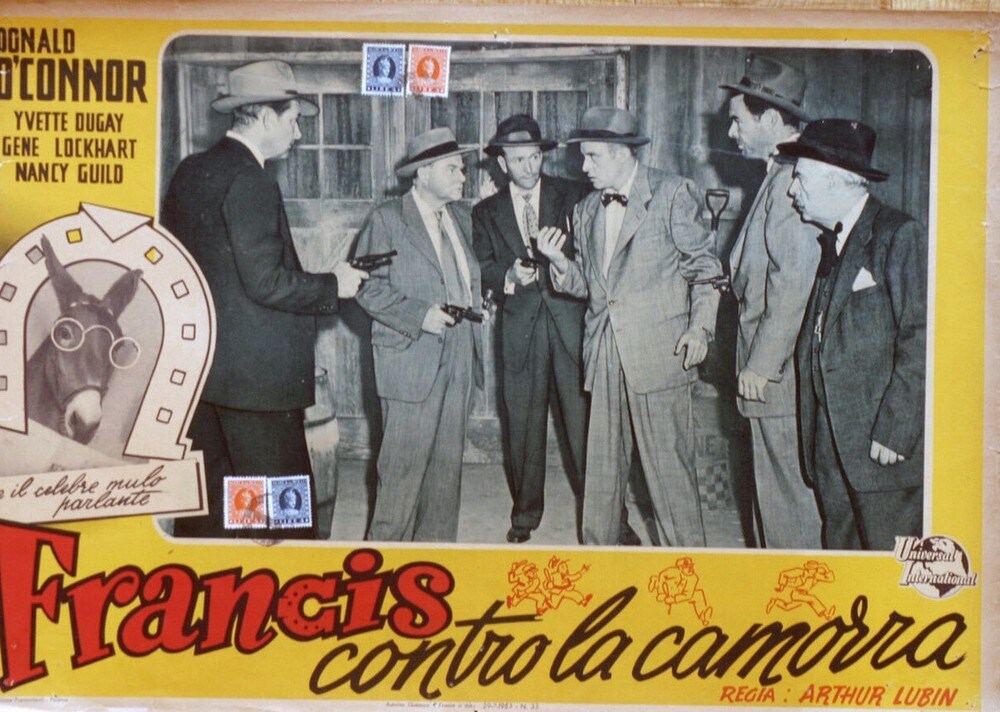 DONALD
O'CONNOR
YVETTE DUGAY
GENE LOCKHART
NANCY GUILD
e il celebre mulo
parlante
Universal
International
Francis
contro la camorra
REGIA : ARTHUR LUBIN